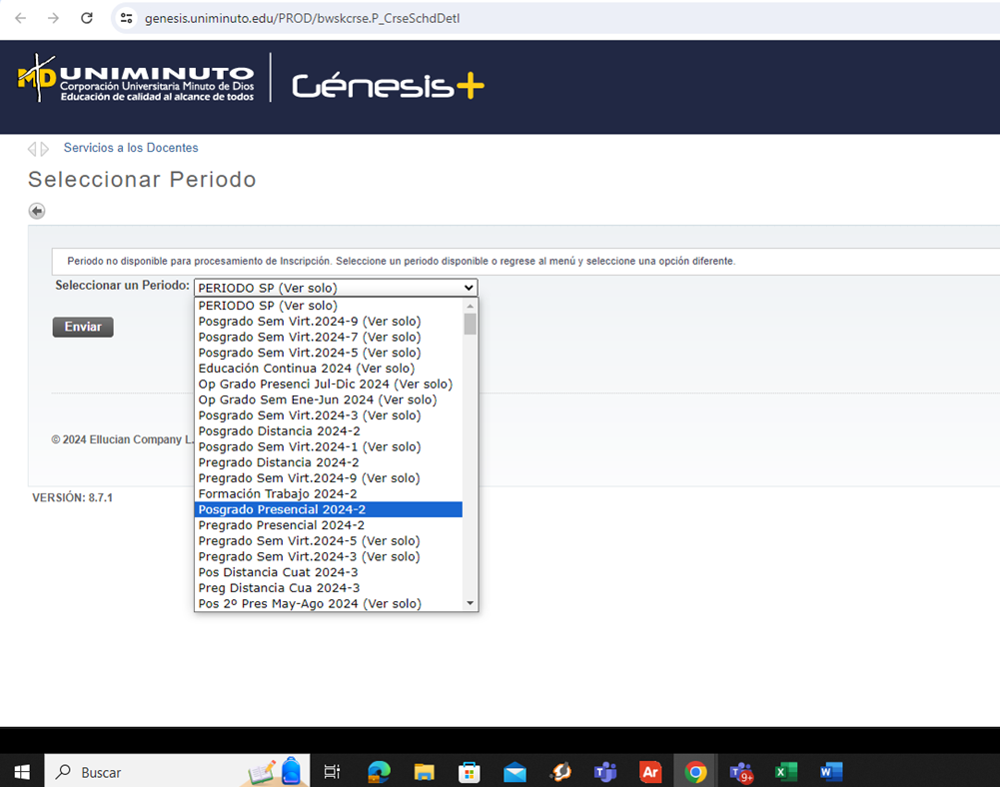 genesis.uniminuto.edu/PROD/bwskcrse.P_CrseSchdDetl
MD UNIMINUTO
Corporación Universitaria Minuto de Dios
Educación de calidad al alcance de todos
Génesis+
Servicios a los Docentes
Seleccionar Periodo
Periodo no disponible para procesamiento de Inscripción. Seleccione un periodo disponible o regrese al menú y seleccione una opción diferente.
Seleccionar un Periodo: PERIODO SP (Ver solo)
PERIODO SP (Ver solo)
Posgrado Sem Virt.2024-9 (Ver solo)
Enviar
Posgrado Sem Virt.2024-7 (Ver solo)
Posgrado Sem Virt.2024-5 (Ver solo)
Educación Continua 2024 (Ver solo)
Op Grado Presenci Jul-Dic 2024 (Ver solo)
Op Grado Sem Ene-Jun 2024 (Ver solo)
Posgrado Sem Virt.2024-3 (Ver solo)
Posgrado Distancia 2024-2
© 2024 Ellucian Company L.
Posgrado Sem Virt.2024-1 (Ver solo)
Pregrado Distancia 2024-2
Pregrado Sem Virt.2024-9 (Ver solo)
Formación Trabajo 2024-2
VERSIÓN: 8.7.1
Posgrado Presencial 2024-2
Pregrado Presencial 2024-2
Pregrado Sem Virt.2024-5 (Ver solo)
Pregrado Sem Virt.2024-3 (Ver solo)
Pos Distancia Cuat 2024-3
Preg Distancia Cua 2024-3
Pos 2º Pres May-Ago 2024 (Ver solo)
Buscar
Ar
9+